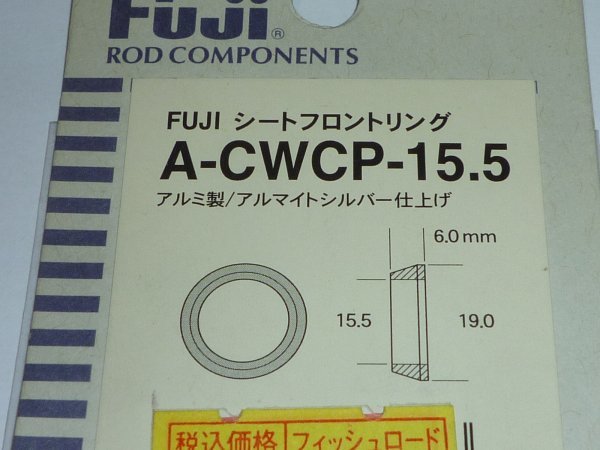 FUJI®
ROD COMPONENTS
FUJI シートフロントリング
A-CWCP-15.5
アルミ製/アルマイトシルバー仕上げ
6.0mm
15.5
19.0
税込価格 フィッシュロード